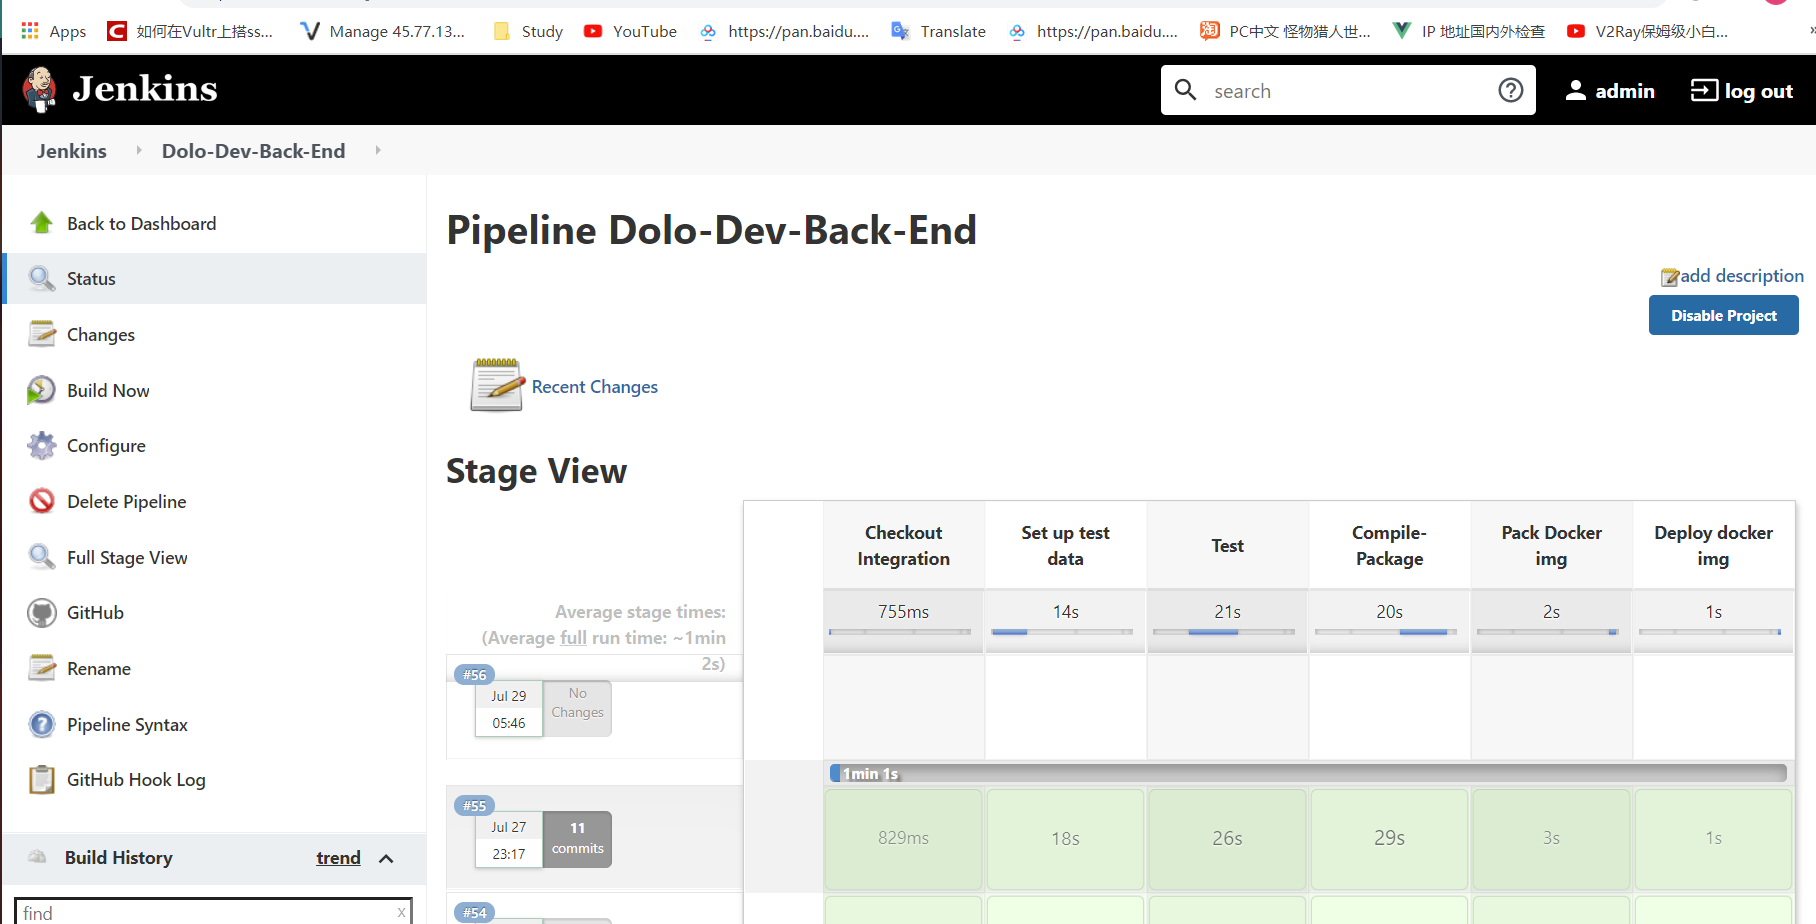 Apps
如何在Vultr上搭ss...
Manage 45.77.13...
Study
YouTube
https://pan.baidu....
Translate
https://pan.baidu....
淘
PC中文 怪物猎人世...
IP 地址国内外检查
V2Ray保姆级小白...
»
Jenkins
search
admin
log out
Jenkins
Dolo-Dev-Back-End
Back to Dashboard
Status
Changes
Build Now
Configure
Delete Pipeline
Full Stage View
GitHub
Rename
Pipeline Syntax
GitHub Hook Log
Build History
trend
find
x
Pipeline Dolo-Dev-Back-End
add description
Disable Project
Recent Changes
Stage View
Checkout
Integration
Set up test
data
Test
Compile-
Package
Pack Docker
img
Deploy docker
img
Average stage times:
(Average full run time: ~1min
2s)
755ms
14s
21s
20s
2s
1s
#56
Jul 29
05:46
No
Changes
1min 1s
#55
Jul 27
23:17
11
commits
829ms
18s
26s
29s
3s
1s
#54